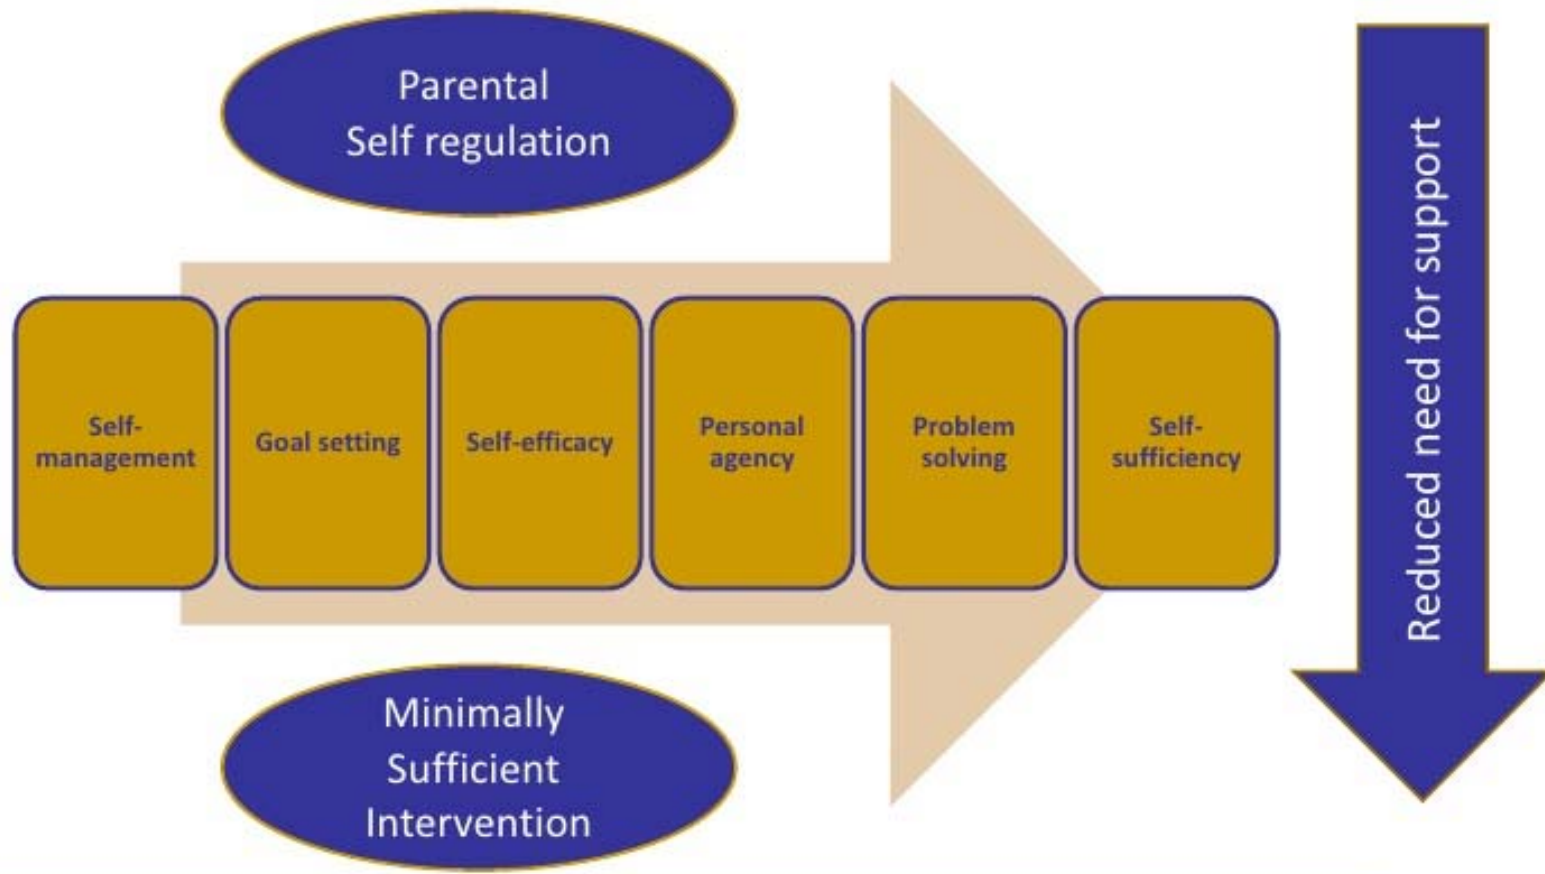 Parental
Self regulation
Self-
management
Goal setting
Self-efficacy
Personal
agency
Problem
solving
Self-
sufficiency
Minimally
Sufficient
Intervention
Reduced need for support